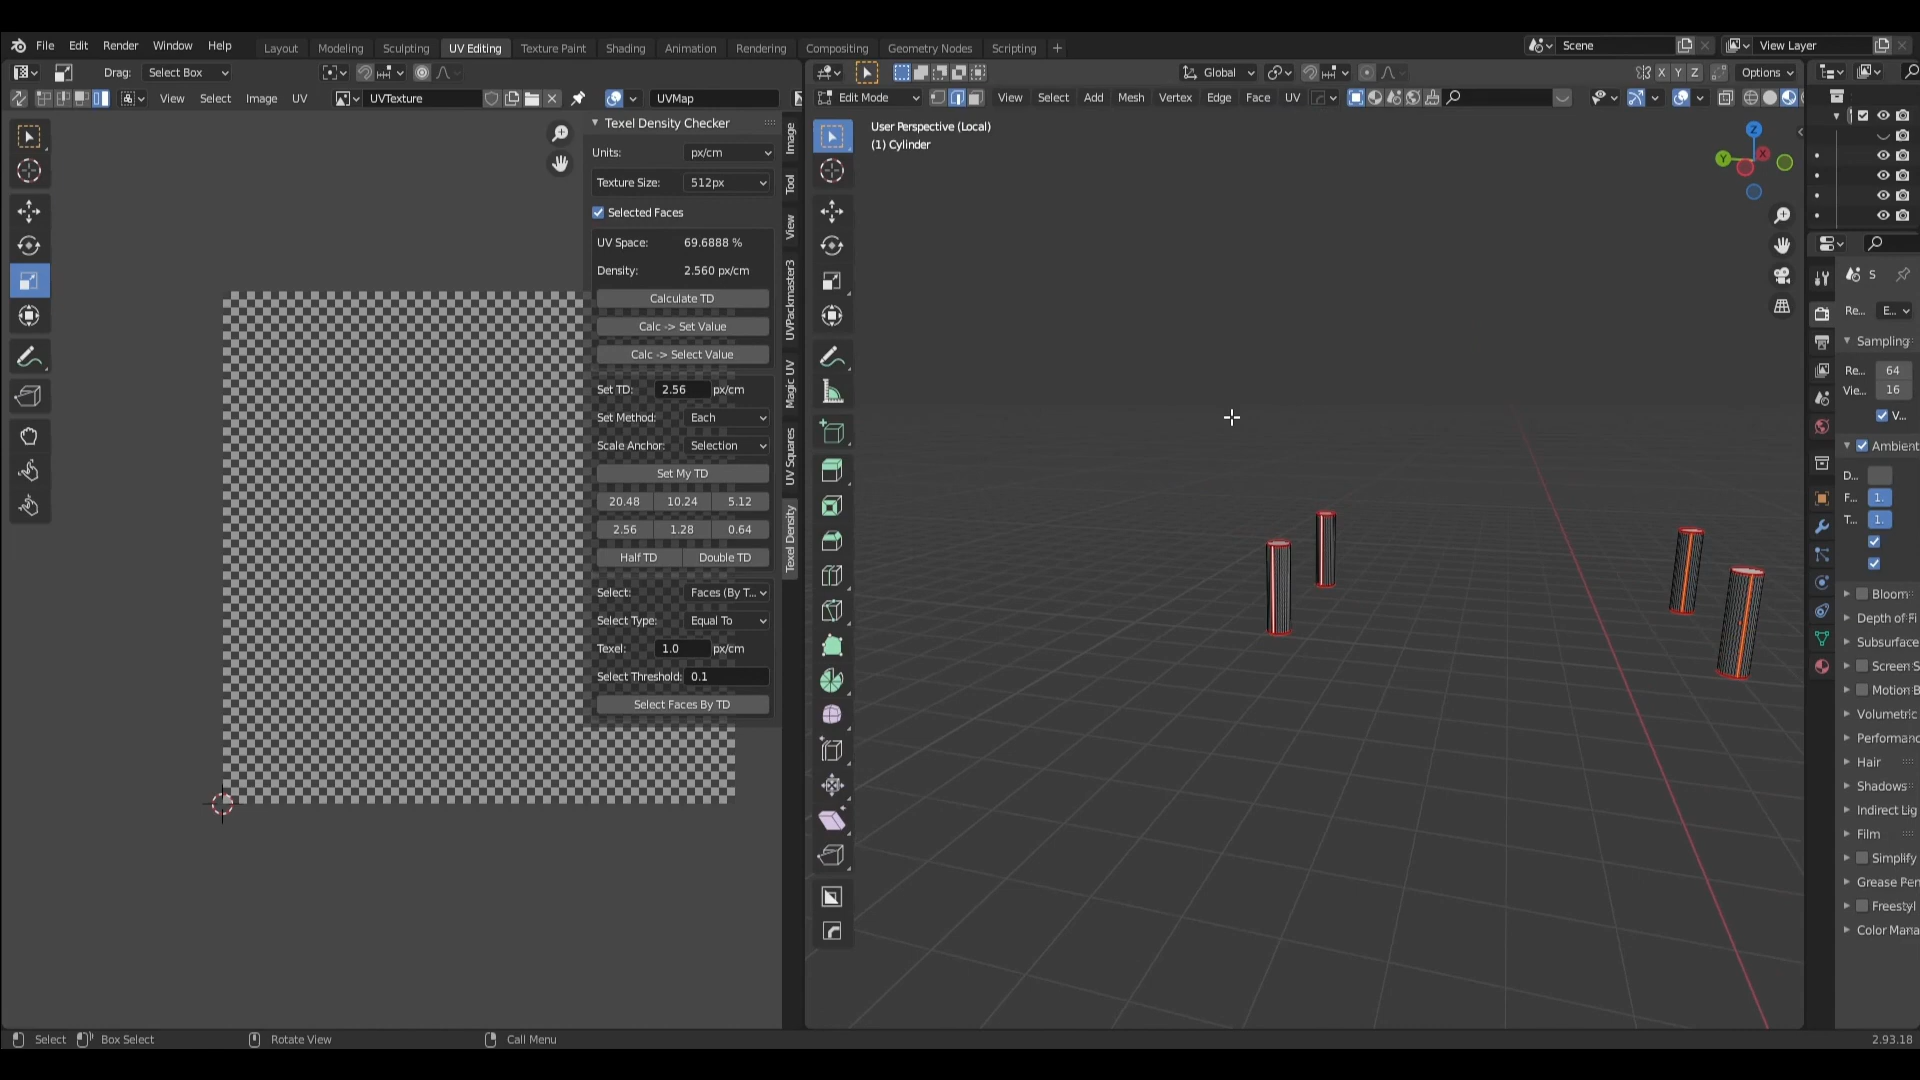 File Edit Render Window Help
Layout Modeling Sculpting UV Editing Texture Paint Shading Animation Rendering Compositing Geometry Nodes Scripting +
Scene
View Layer
Drag: Select Box
Global
X Y Z
Options
View Select Image UV
UVTexture
UVMap
Edit Mode
View Select Add Mesh Vertex Edge Face UV
Texel Density Checker
Units: px/cm
Texture Size: 512px
Selected Faces
UV Space: 69.6888 %
Density: 2.560 px/cm
Calculate TD
Calc -> Set Value
Calc -> Select Value
Set TD: 2.56 px/cm
Set Method: Each
Scale Anchor: Selection
Set My TD
20.48 10.24 5.12
2.56 1.28 0.64
Half TD Double TD
Select: Faces (By T...
Select Type: Equal To
Texel: 1.0 px/cm
Select Threshold: 0.1
Select Faces By TD
Image
Tool
View
UVPackmaster3
Magic UV
UV Squares
Texel Density
User Perspective (Local)
(1) Cylinder
Z
Y
X
S
Re... E...
Sampling
Re... 64
Vie... 16
V...
Ambient
D...
F... 1.
T... 1.
Bloom
Depth of Fi
Subsurface
Screen S
Motion B
Volumetric
Performanc
Hair
Shadows
Indirect Lig
Film
Simplify
Grease Pen
Freestyl
Color Mana
Select Box Select Rotate View Call Menu
2.93.18